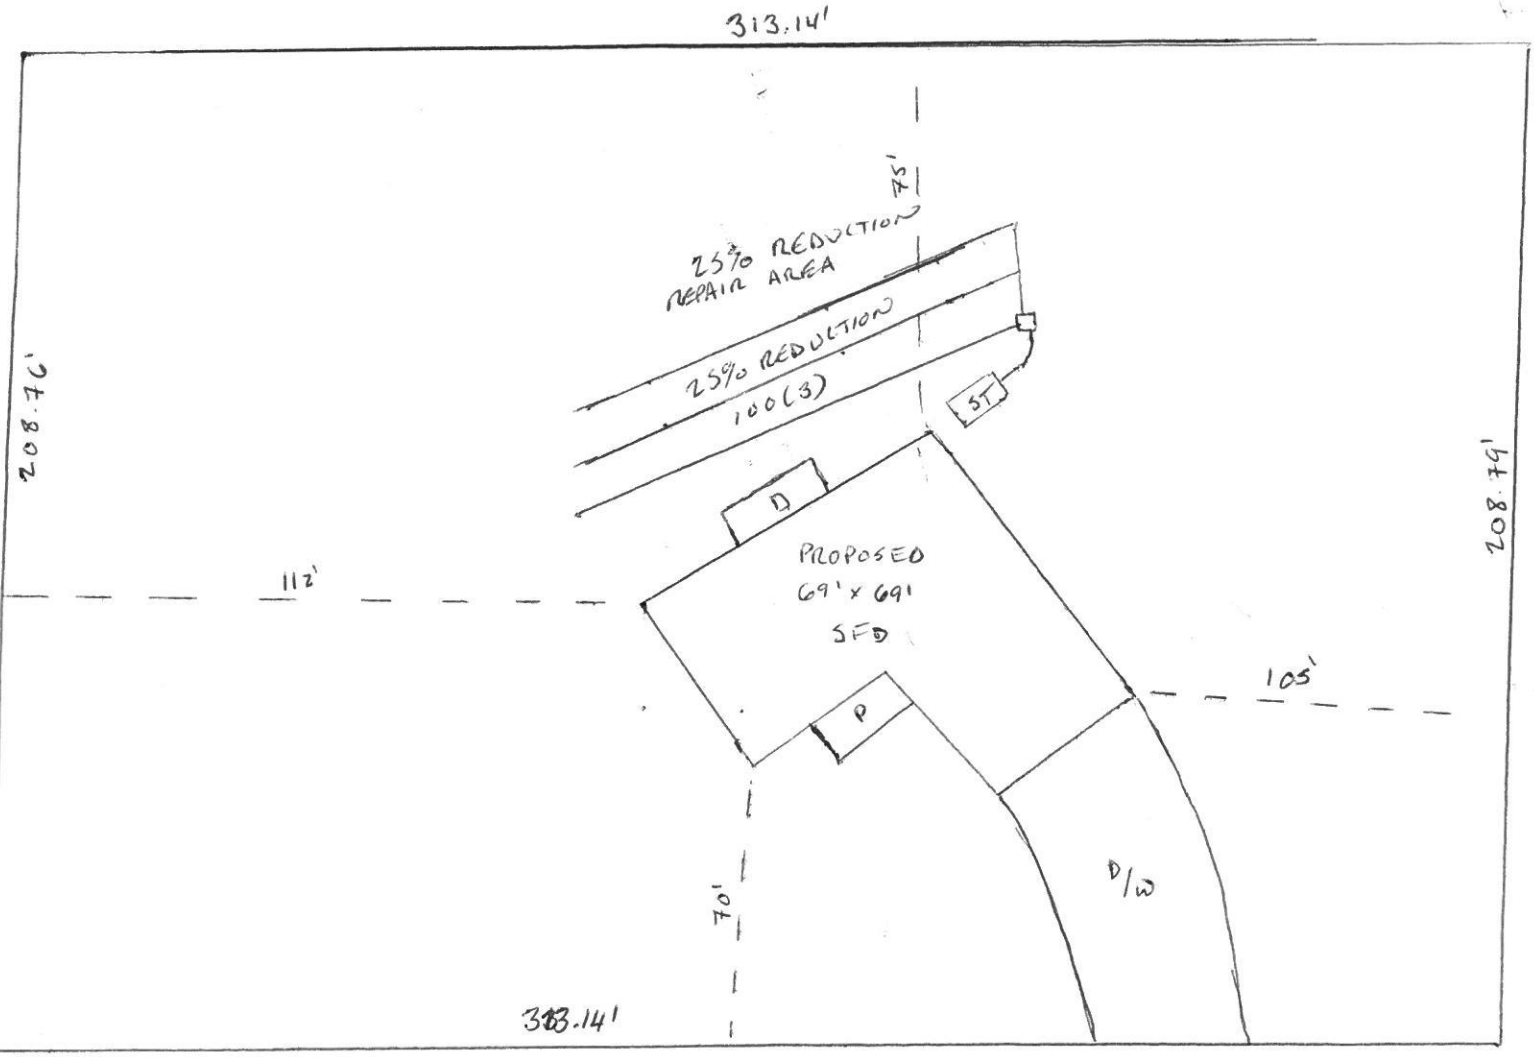 313.14'
75'
25% REDUCTION
REPAIR AREA
25% REDUCTION
100(3)
ST
208.76'
208.79'
D
PROPOSED
69' x 69'
SFD
112'
105'
P
D/W
70'
313.14'